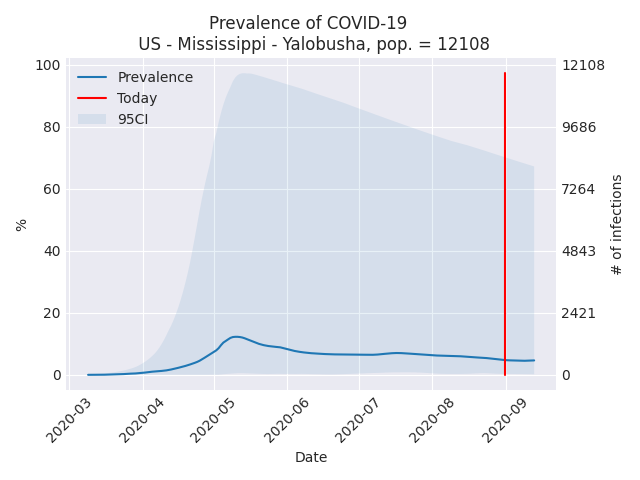 Prevalence of COVID-19
US - Mississippi - Yalobusha, pop. = 12108
100
80
60
40
20
0
%
Prevalence
Today
95CI
12108
9686
7264
4843
2421
0
# of infections
2020-03
2020-04
2020-05
2020-06
2020-07
2020-08
2020-09
Date